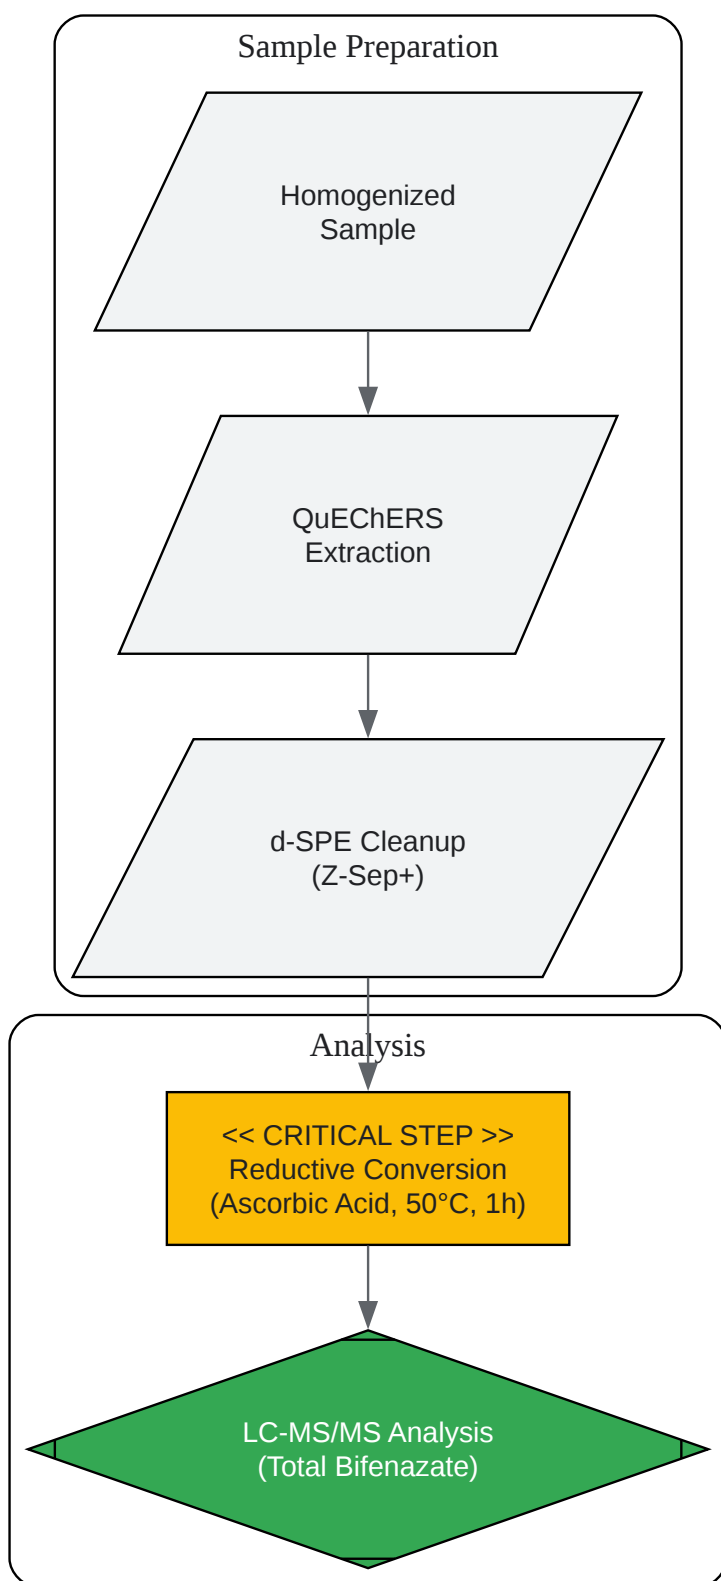 Sample Preparation
Homogenized
Sample
QuEChERS
Extraction
d-SPE Cleanup
(Z-Sep+)
Analysis
<< CRITICAL STEP >>
Reductive Conversion
(Ascorbic Acid, 50°C, 1h)
LC-MS/MS Analysis
(Total Bifenazate)